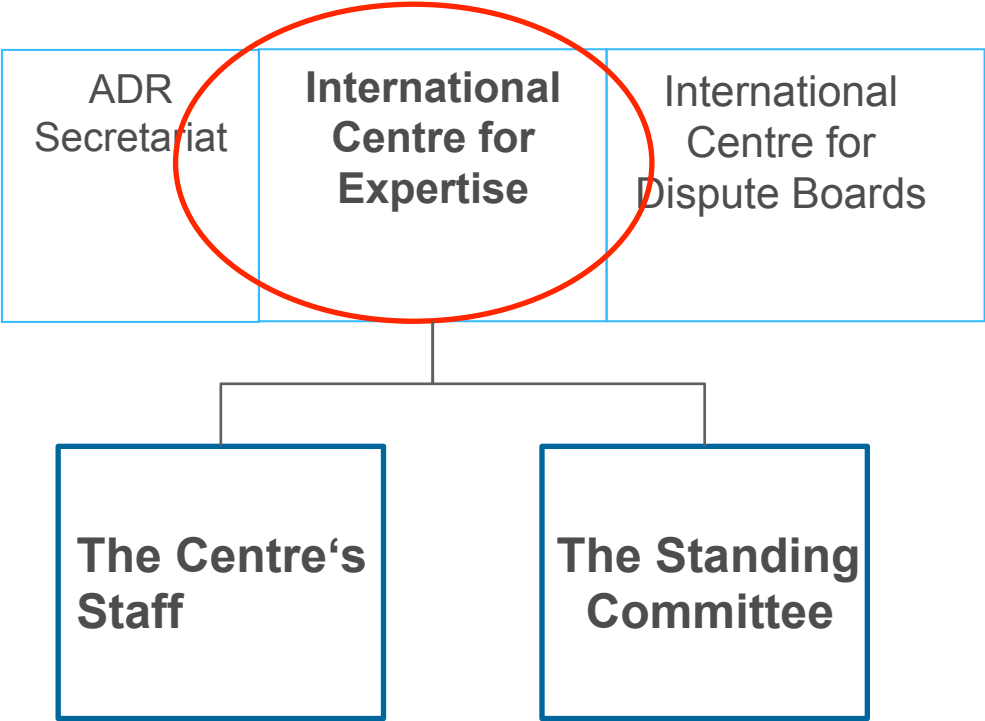 ADR
Secretariat
International
Centre for
Expertise
International
Centre for
Dispute Boards
The Centre‘s
Staff
The Standing
Committee